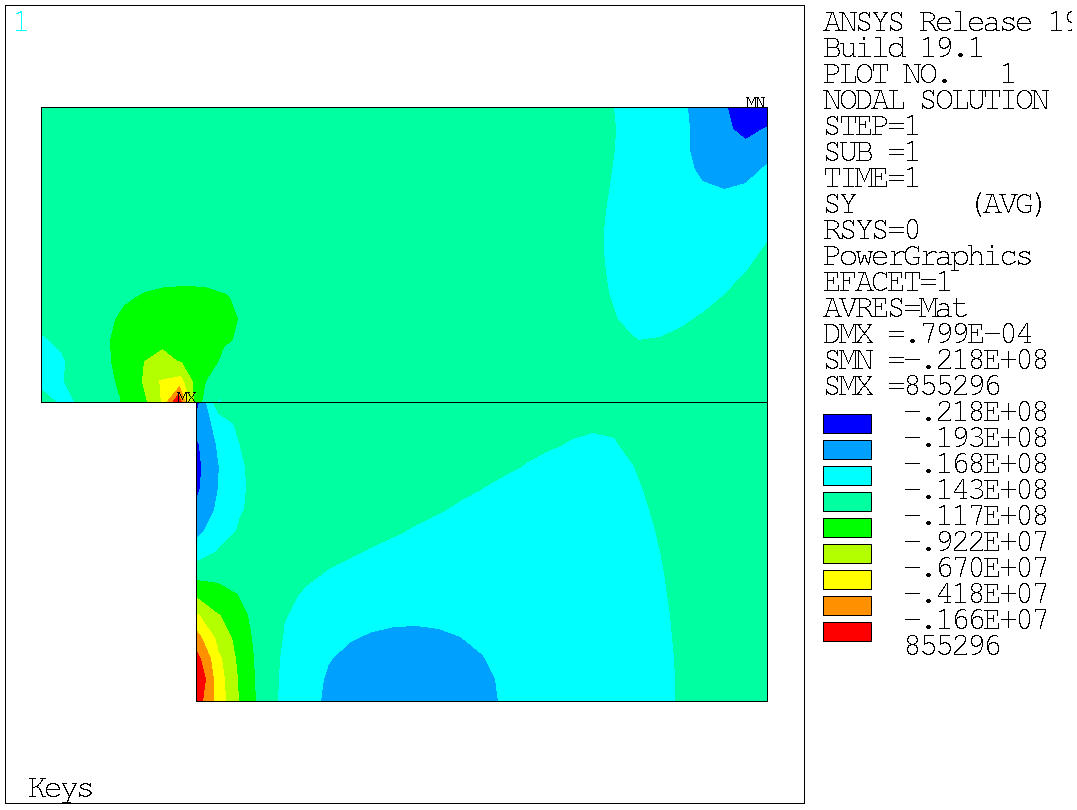 1
ANSYS Release 19
Build 19.1
PLOT NO. 1
NODAL SOLUTION
STEP=1
SUB =1
TIME=1
SY (AVG)
RSYS=0
PowerGraphics
EFACET=1
AVRES=Mat
DMX =.799E-04
SMN =-.218E+08
SMX =855296
-.218E+08
-.193E+08
-.168E+08
-.143E+08
-.117E+08
-.922E+07
-.670E+07
-.418E+07
-.166E+07
855296
MN
MX
Keys